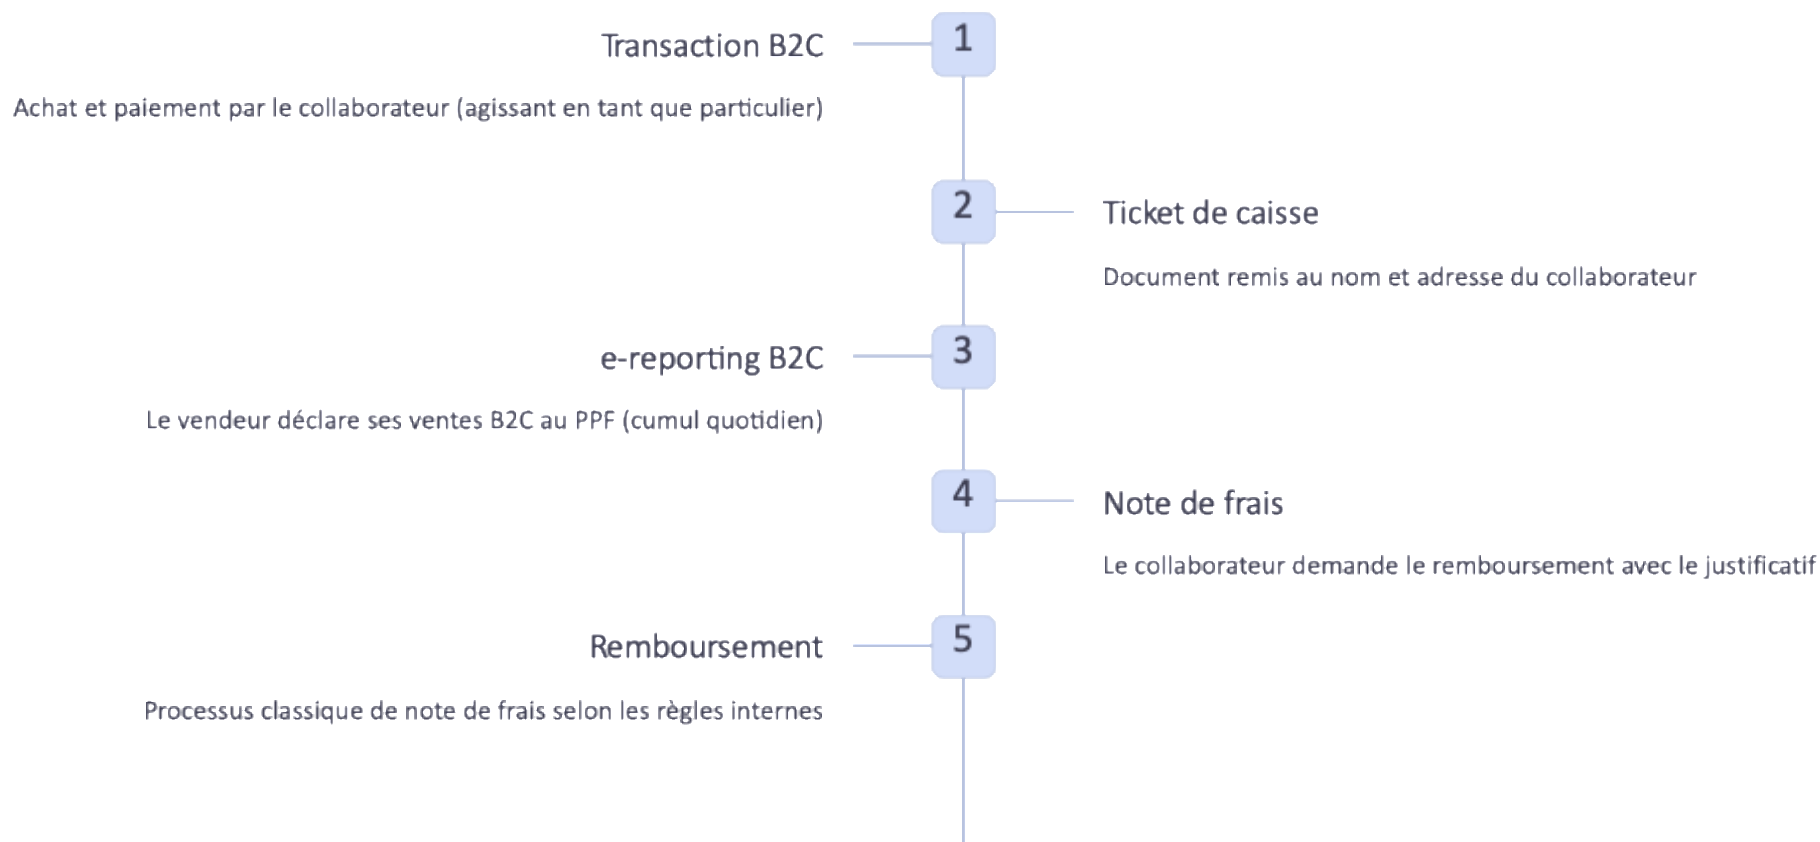 1
Transaction B2C
Achat et paiement par le collaborateur (agissant en tant que particulier)
2
Ticket de caisse
Document remis au nom et adresse du collaborateur
3
e-reporting B2C
Le vendeur déclare ses ventes B2C au PPF (cumul quotidien)
4
Note de frais
Le collaborateur demande le remboursement avec le justificatif
5
Remboursement
Processus classique de note de frais selon les règles internes